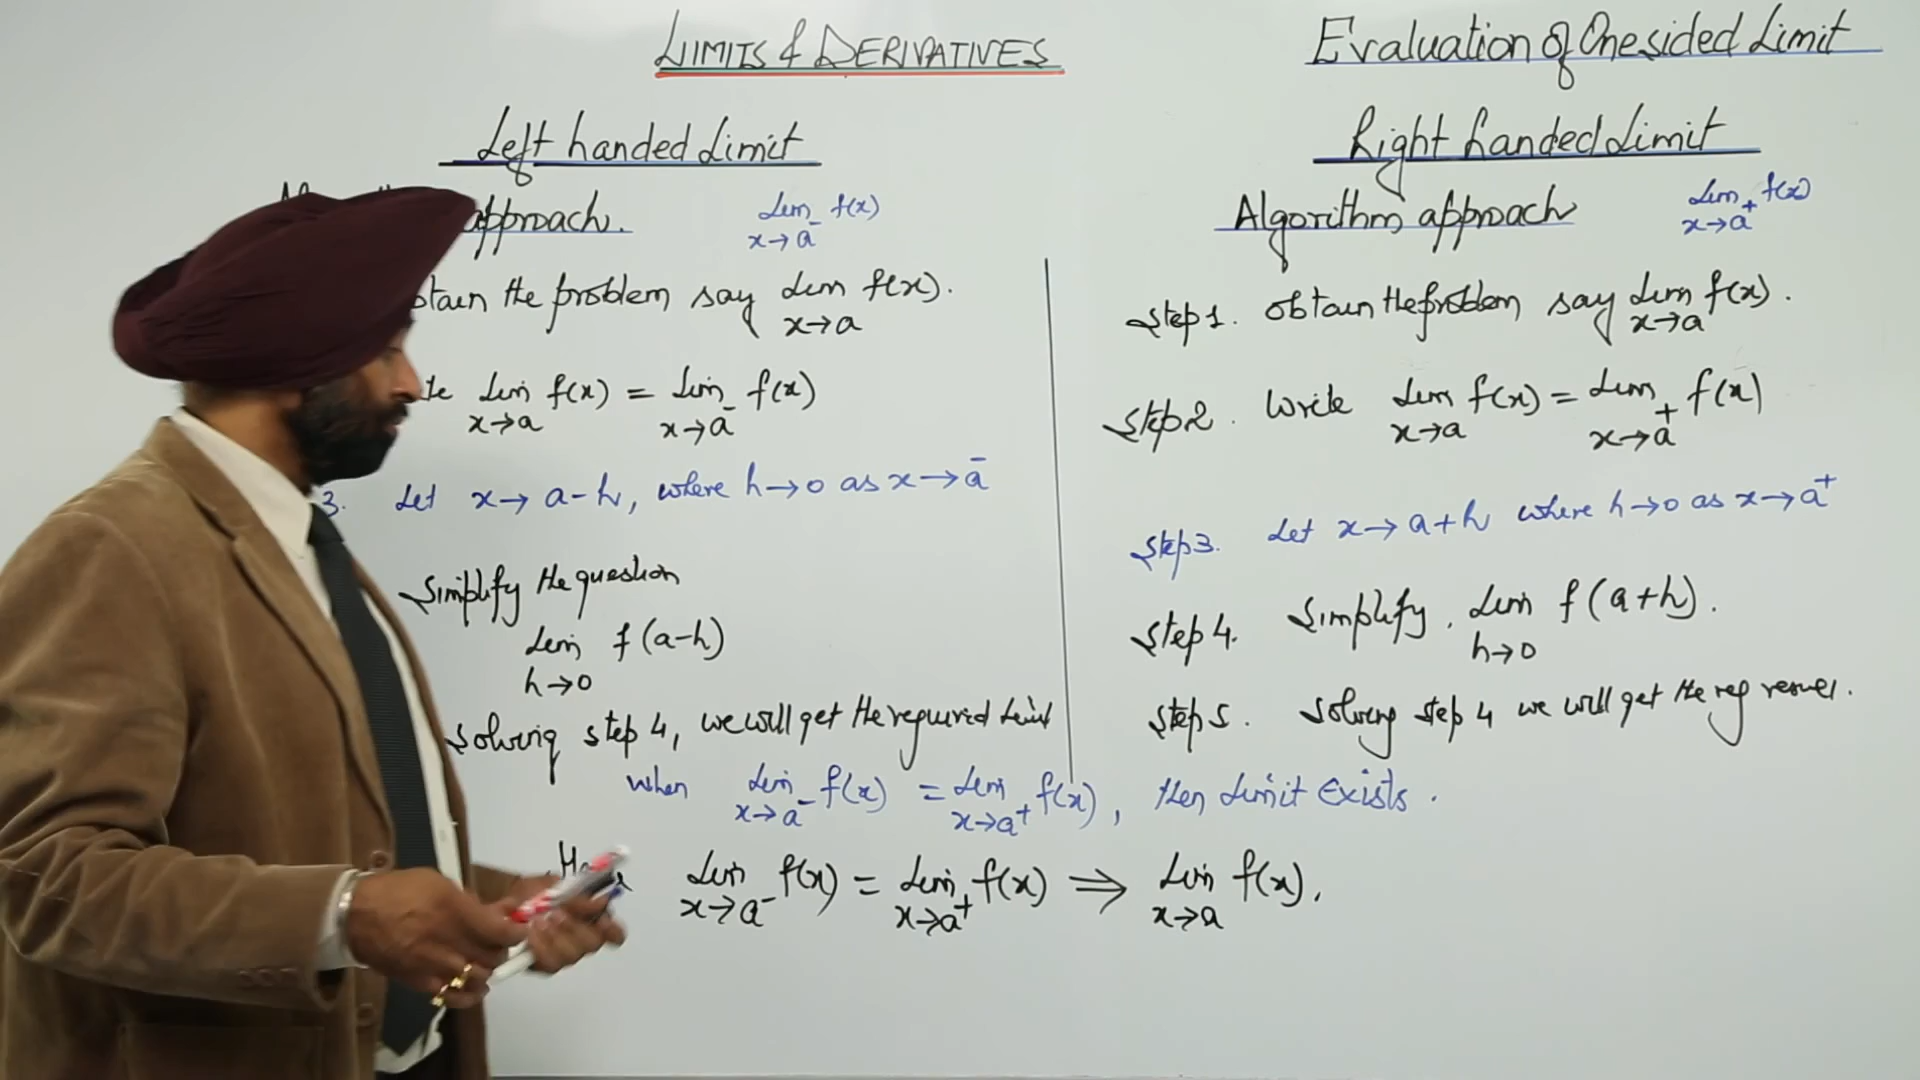 LIMITS & DERIVATIVES
Evaluation of One sided Limit
Left handed Limit
approach.
Lim f(x)
x→a⁻
obtain the problem say Lim f(x).
x→a
Lim f(x) = Lim f(x)
x→a x→a⁻
3. Let x→ a-h, where h→0 as x→a⁻
Simplify the question
Lim f(a-h)
h→0
Solving step 4, we will get the required Limit
Right handed Limit
Algorithm approach
Lim f(x)
x→a⁺
Step 1. obtain the problem say Lim f(x).
x→a
Step 2. Write Lim f(x) = Lim f(x)
x→a x→a⁺
Step 3. Let x→a+h where h→0 as x→a⁺
Step 4. Simplify. Lim f(a+h).
h→0
Step 5. Solving step 4 we will get the req result.
When Lim f(x) = Lim f(x), then Limit Exists.
x→a⁻ x→a⁺
Lim f(x) = Lim f(x) ⇒ Lim f(x).
x→a⁻ x→a⁺ x→a